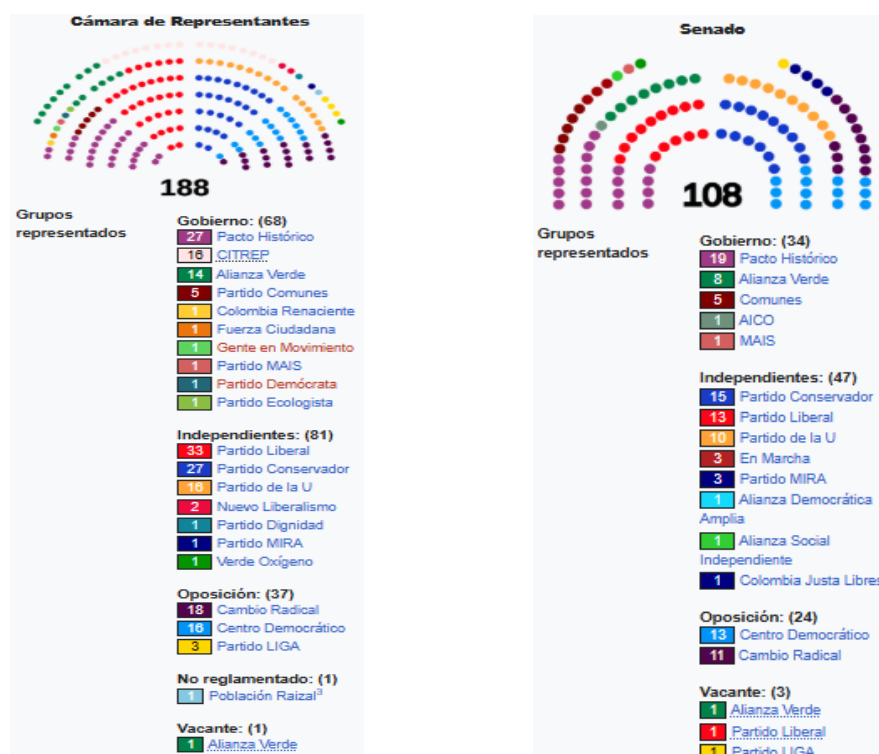 Cámara de Representantes
188
Grupos
representados
Gobierno: (68)
27 Pacto Histórico
16 CITREP
14 Alianza Verde
5 Partido Comunes
1 Colombia Renaciente
1 Fuerza Ciudadana
1 Gente en Movimiento
1 Partido MAIS
1 Partido Demócrata
1 Partido Ecologista
Independientes: (81)
33 Partido Liberal
27 Partido Conservador
16 Partido de la U
2 Nuevo Liberalismo
1 Partido Dignidad
1 Partido MIRA
1 Verde Oxígeno
Oposición: (37)
18 Cambio Radical
16 Centro Democrático
3 Partido LIGA
No reglamentado: (1)
1 Población Raizal3
Vacante: (1)
1 Alianza Verde
Senado
108
Grupos
representados
Gobierno: (34)
19 Pacto Histórico
8 Alianza Verde
5 Comunes
1 AICO
1 MAIS
Independientes: (47)
15 Partido Conservador
13 Partido Liberal
10 Partido de la U
3 En Marcha
3 Partido MIRA
1 Alianza Democrática
Amplia
1 Alianza Social
Independiente
1 Colombia Justa Libres
Oposición: (24)
13 Centro Democrático
11 Cambio Radical
Vacante: (3)
1 Alianza Verde
1 Partido Liberal
1 Partido LIGA